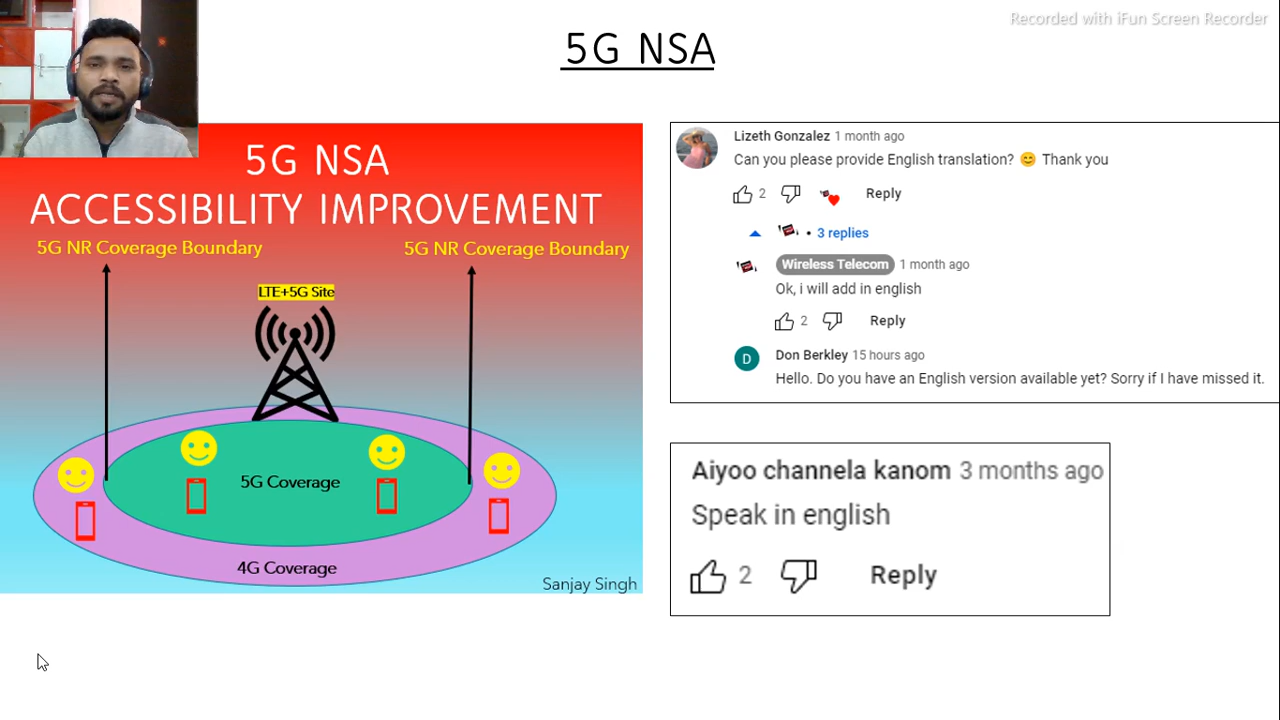 Recorded with iFun Screen Recorder
5G NSA
5G NSA
ACCESSIBILITY IMPROVEMENT
5G NR Coverage Boundary
5G NR Coverage Boundary
LTE+5G Site
5G Coverage
4G Coverage
Sanjay Singh
Lizeth Gonzalez 1 month ago
Can you please provide English translation? 😊 Thank you
2 Reply
• 3 replies
Wireless Telecom 1 month ago
Ok, i will add in english
2 Reply
D
Don Berkley 15 hours ago
Hello. Do you have an English version available yet? Sorry if I have missed it.
Aiyoo channela kanom 3 months ago
Speak in english
2 Reply